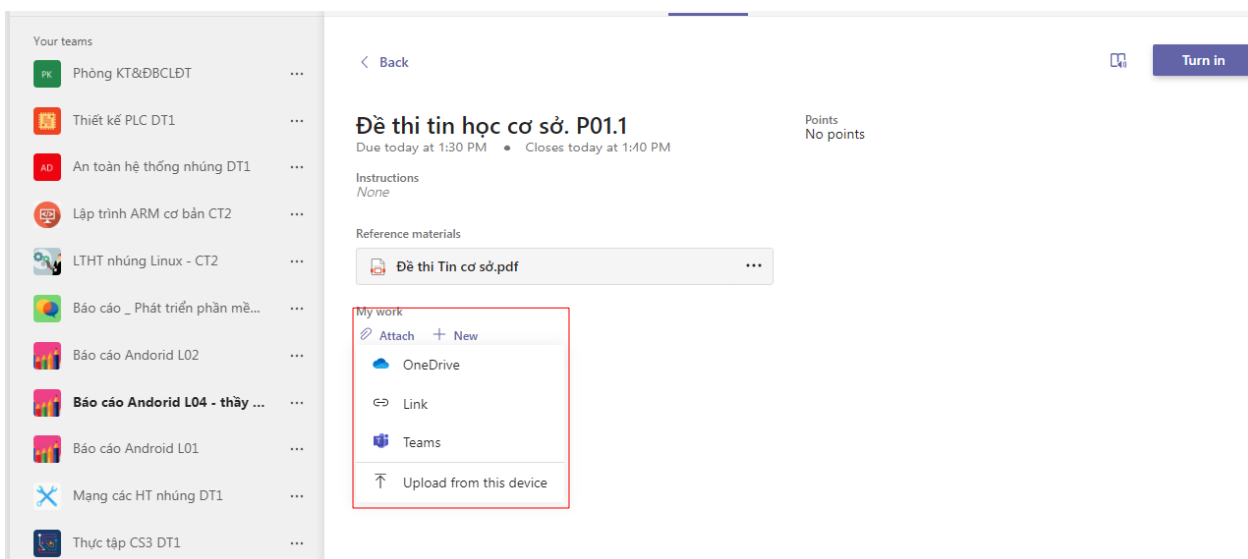 Your teams
PK Phòng KT&ĐBCLĐT ...
Thiết kế PLC DT1 ...
AD An toàn hệ thống nhúng DT1 ...
Lập trình ARM cơ bản CT2 ...
LTHT nhúng Linux - CT2 ...
Báo cáo _ Phát triển phần mề... ...
Báo cáo Andorid L02 ...
Báo cáo Andorid L04 - thầy ... ...
Báo cáo Android L01 ...
Mạng các HT nhúng DT1 ...
Thực tập CS3 DT1 ...
< Back
Turn in
Đề thi tin học cơ sở. P01.1
Due today at 1:30 PM • Closes today at 1:40 PM
Points
No points
Instructions
None
Reference materials
Đề thi Tin cơ sở.pdf ...
My work
Attach + New
OneDrive
Link
Teams
Upload from this device